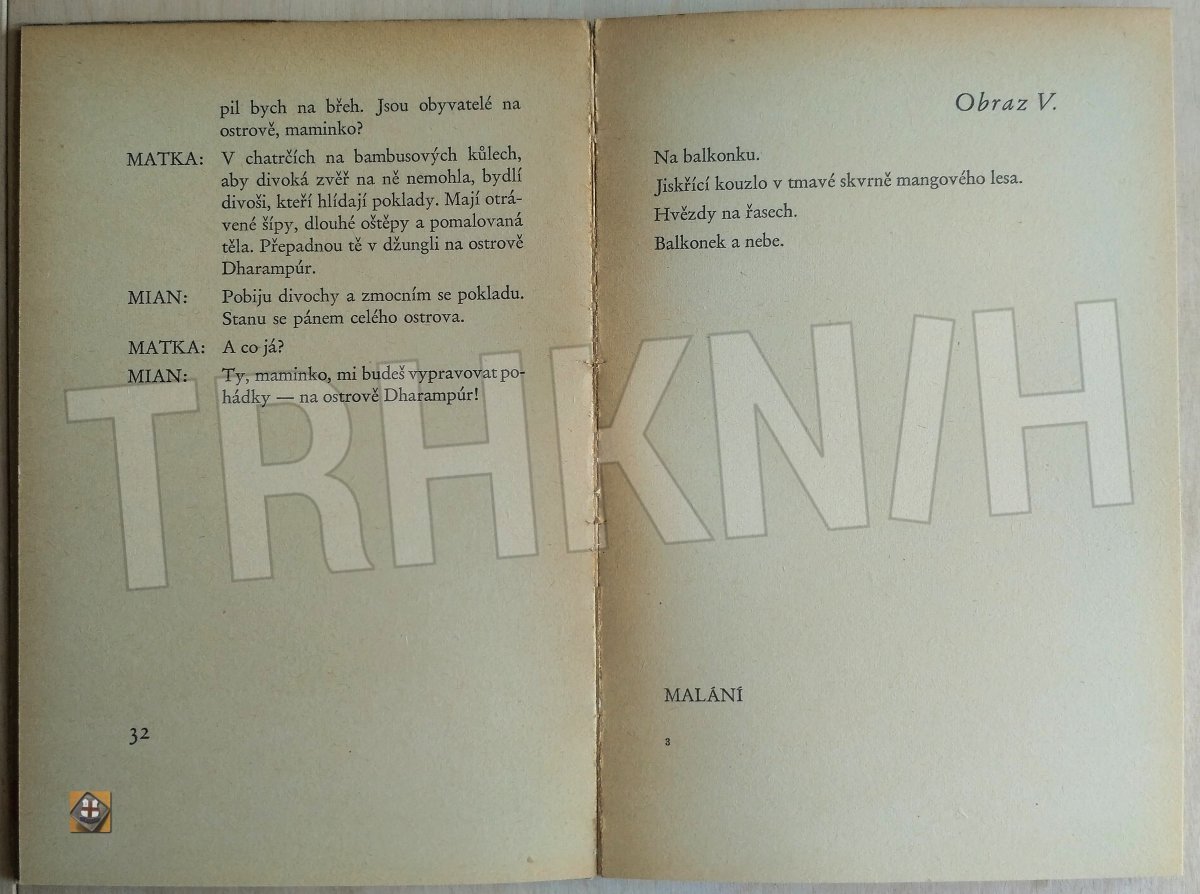 pil bych na břeh. Jsou obyvatelé na
ostrově, maminko?
MATKA: V chatrčích na bambusových kůlech,
aby divoká zvěř na ně nemohla, bydlí
divoši, kteří hlídají poklady. Mají otrá-
vené šípy, dlouhé oštěpy a pomalovaná
těla. Přepadnou tě v džungli na ostrově
Dharampúr.
MIAN: Pobiju divochy a zmocním se pokladu.
Stanu se pánem celého ostrova.
MATKA: A co já?
MIAN: Ty, maminko, mi budeš vypravovat po-
hádky — na ostrově Dharampúr!
32
Obraz V.
Na balkonku.
Jiskřící kouzlo v tmavé skvrně mangového lesa.
Hvězdy na řasech.
Balkonek a nebe.
MALÁNÍ
3
TRHKNIH